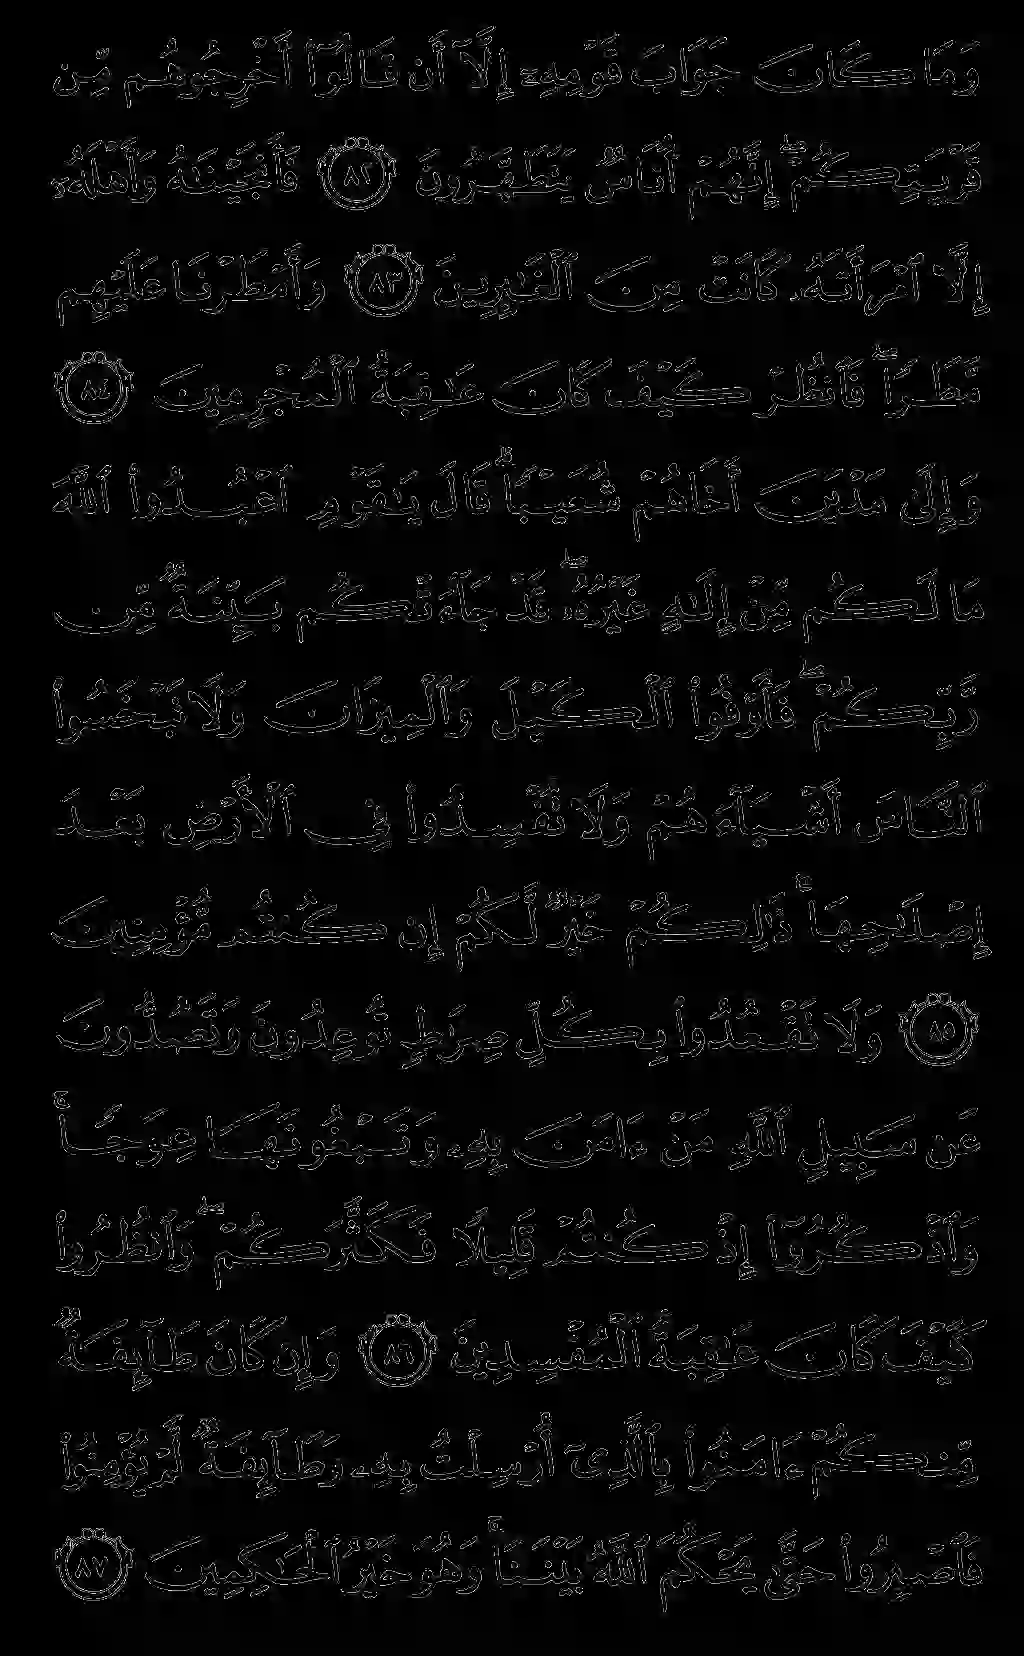 وَمَا كَانَ جَوَابَ قَوْمِهِۦٓ إِلَّآ أَن قَالُوٓا۟ أَخْرِجُوهُم مِّن
قَرْيَتِكُمْ ۖ إِنَّهُمْ أُنَاسٌ يَتَطَهَّرُونَ ٨٢ فَأَنجَيْنَـٰهُ وَأَهْلَهُۥٓ
إِلَّا ٱمْرَأَتَهُۥ كَانَتْ مِنَ ٱلْغَـٰبِرِينَ ٨٣ وَأَمْطَرْنَا عَلَيْهِم
مَّطَرًا ۖ فَٱنظُرْ كَيْفَ كَانَ عَـٰقِبَةُ ٱلْمُجْرِمِينَ ٨٤
وَإِلَىٰ مَدْيَنَ أَخَاهُمْ شُعَيْبًا ۗ قَالَ يَـٰقَوْمِ ٱعْبُدُوا۟ ٱللَّهَ
مَا لَكُم مِّنْ إِلَـٰهٍ غَيْرُهُۥ ۖ قَدْ جَآءَتْكُم بَيِّنَةٌ مِّن
رَّبِّكُمْ ۖ فَأَوْفُوا۟ ٱلْكَيْلَ وَٱلْمِيزَانَ وَلَا تَبْخَسُوا۟
ٱلنَّاسَ أَشْيَآءَهُمْ وَلَا تُفْسِدُوا۟ فِى ٱلْأَرْضِ بَعْدَ
إِصْلَـٰحِهَا ۚ ذَٰلِكُمْ خَيْرٌ لَّكُمْ إِن كُنتُم مُّؤْمِنِينَ
٨٥ وَلَا تَقْعُدُوا۟ بِكُلِّ صِرَٰطٍ تُوعِدُونَ وَتَصُدُّونَ
عَن سَبِيلِ ٱللَّهِ مَنْ ءَامَنَ بِهِۦ وَتَبْغُونَهَا عِوَجًا ۚ
وَٱذْكُرُوٓا۟ إِذْ كُنتُمْ قَلِيلًا فَكَثَّرَكُمْ ۖ وَٱنظُرُوا۟
كَيْفَ كَانَ عَـٰقِبَةُ ٱلْمُفْسِدِينَ ٨٦ وَإِن كَانَ طَآئِفَةٌ
مِّنكُمْ ءَامَنُوا۟ بِٱلَّذِىٓ أُرْسِلْتُ بِهِۦ وَطَآئِفَةٌ لَّمْ يُؤْمِنُوا۟
فَٱصْبِرُوا۟ حَتَّىٰ يَحْكُمَ ٱللَّهُ بَيْنَنَا ۚ وَهُوَ خَيْرُ ٱلْحَـٰكِمِينَ ٨٧